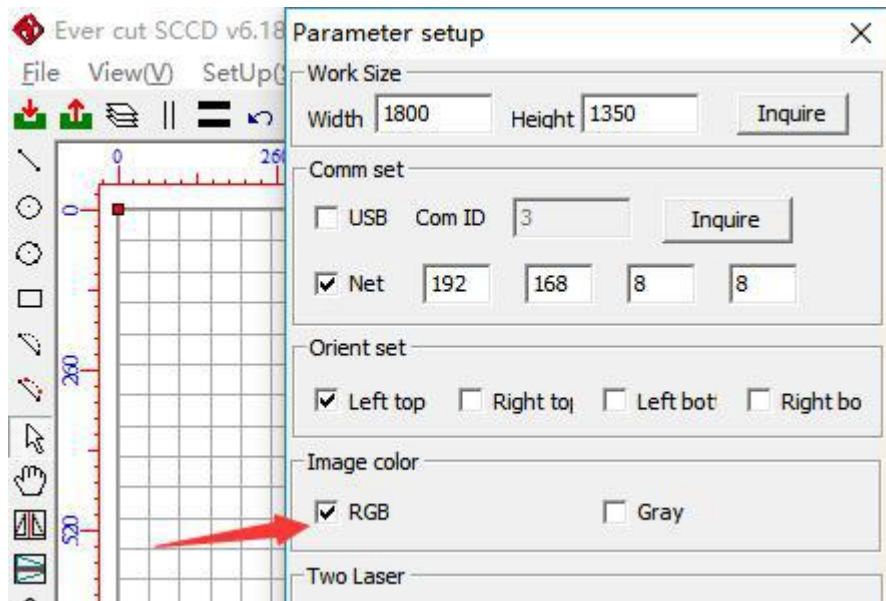 Ever cut SCCD v6.18
File View(V) SetUp(
0 260
0
260
520
Parameter setup
Work Size
Width 1800 Height 1350 Inquire
Comm set
USB Com ID 3 Inquire
Net 192 168 8 8
Orient set
Left top Right top Left bot Right bo
Image color
RGB Gray
Two Laser